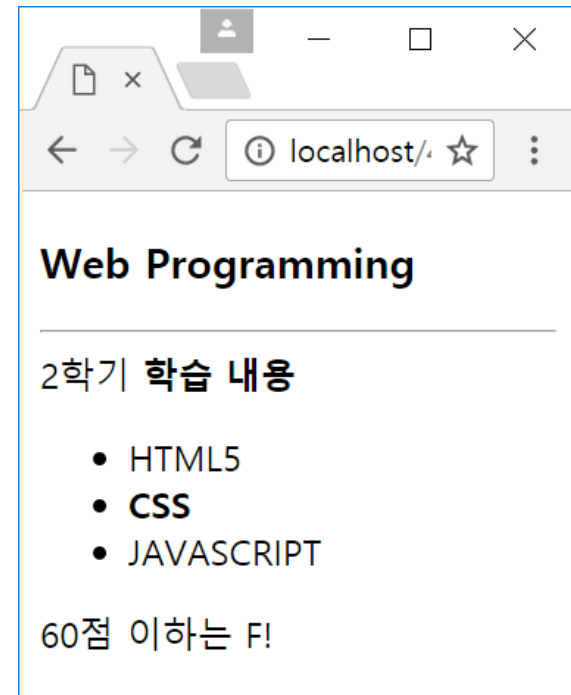 localhost/
Web Programming
2학기 학습 내용
HTML5
CSS
JAVASCRIPT
60점 이하는 F!